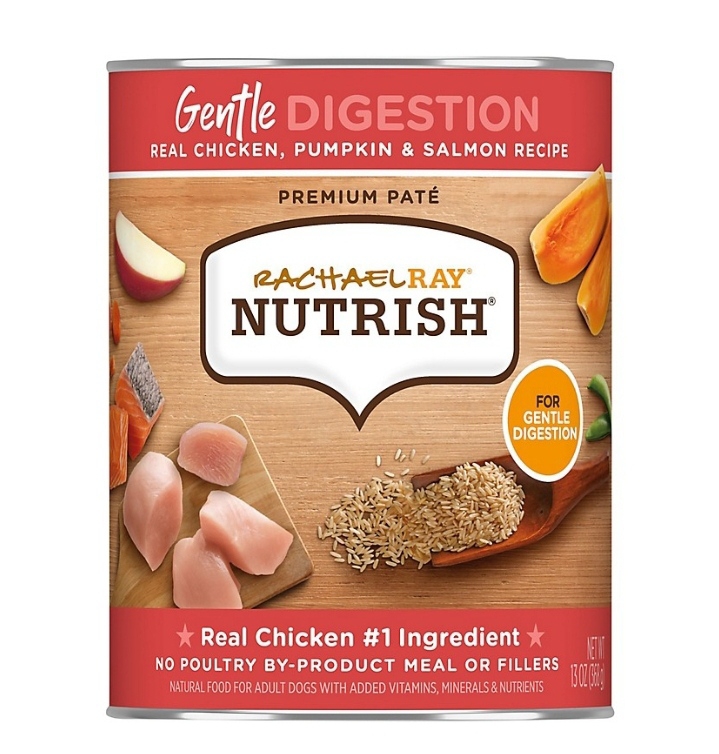 Gentle DIGESTION
REAL CHICKEN, PUMPKIN & SALMON RECIPE
PREMIUM PATÉ
RACHAELRAY®
NUTRISH®
FOR
GENTLE
DIGESTION
★ Real Chicken #1 Ingredient ★
NO POULTRY BY-PRODUCT MEAL OR FILLERS
NATURAL FOOD FOR ADULT DOGS WITH ADDED VITAMINS, MINERALS & NUTRIENTS
NET WT
13 OZ (368 g)